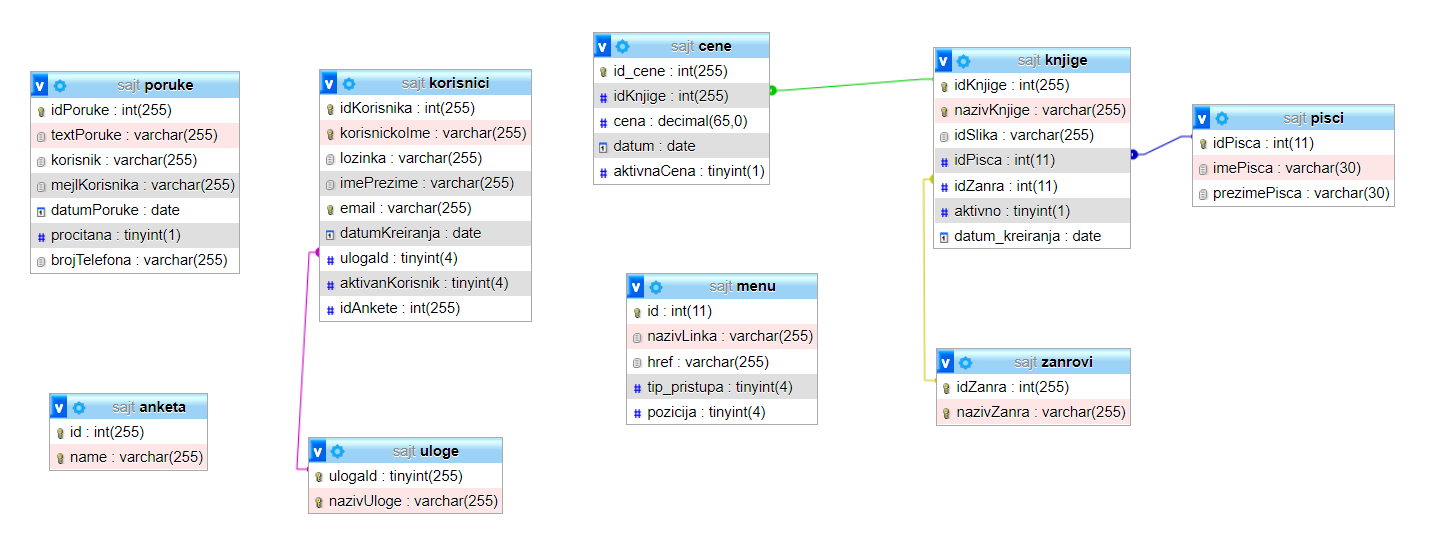 v sajt poruke
idPoruke : int(255)
textPoruke : varchar(255)
korisnik : varchar(255)
mejlKorisnika : varchar(255)
datumPoruke : date
procitana : tinyint(1)
brojTelefona : varchar(255)
v sajt korisnici
idKorisnika : int(255)
korisnickoIme : varchar(255)
lozinka : varchar(255)
imePrezime : varchar(255)
email : varchar(255)
datumKreiranja : date
ulogaId : tinyint(4)
aktivanKorisnik : tinyint(4)
idAnkete : int(255)
v sajt cene
id_cene : int(255)
idKnjige : int(255)
cena : decimal(65,0)
datum : date
aktivnaCena : tinyint(1)
v sajt knjige
idKnjige : int(255)
nazivKnjige : varchar(255)
idSlika : varchar(255)
idPisca : int(11)
idZanra : int(11)
aktivno : tinyint(1)
datum_kreiranja : date
v sajt pisci
idPisca : int(11)
imePisca : varchar(30)
prezimePisca : varchar(30)
v sajt menu
id : int(11)
nazivLinka : varchar(255)
href : varchar(255)
tip_pristupa : tinyint(4)
pozicija : tinyint(4)
v sajt zanrovi
idZanra : int(255)
nazivZanra : varchar(255)
v sajt anketa
id : int(255)
name : varchar(255)
v sajt uloge
ulogaId : tinyint(255)
nazivUloge : varchar(255)